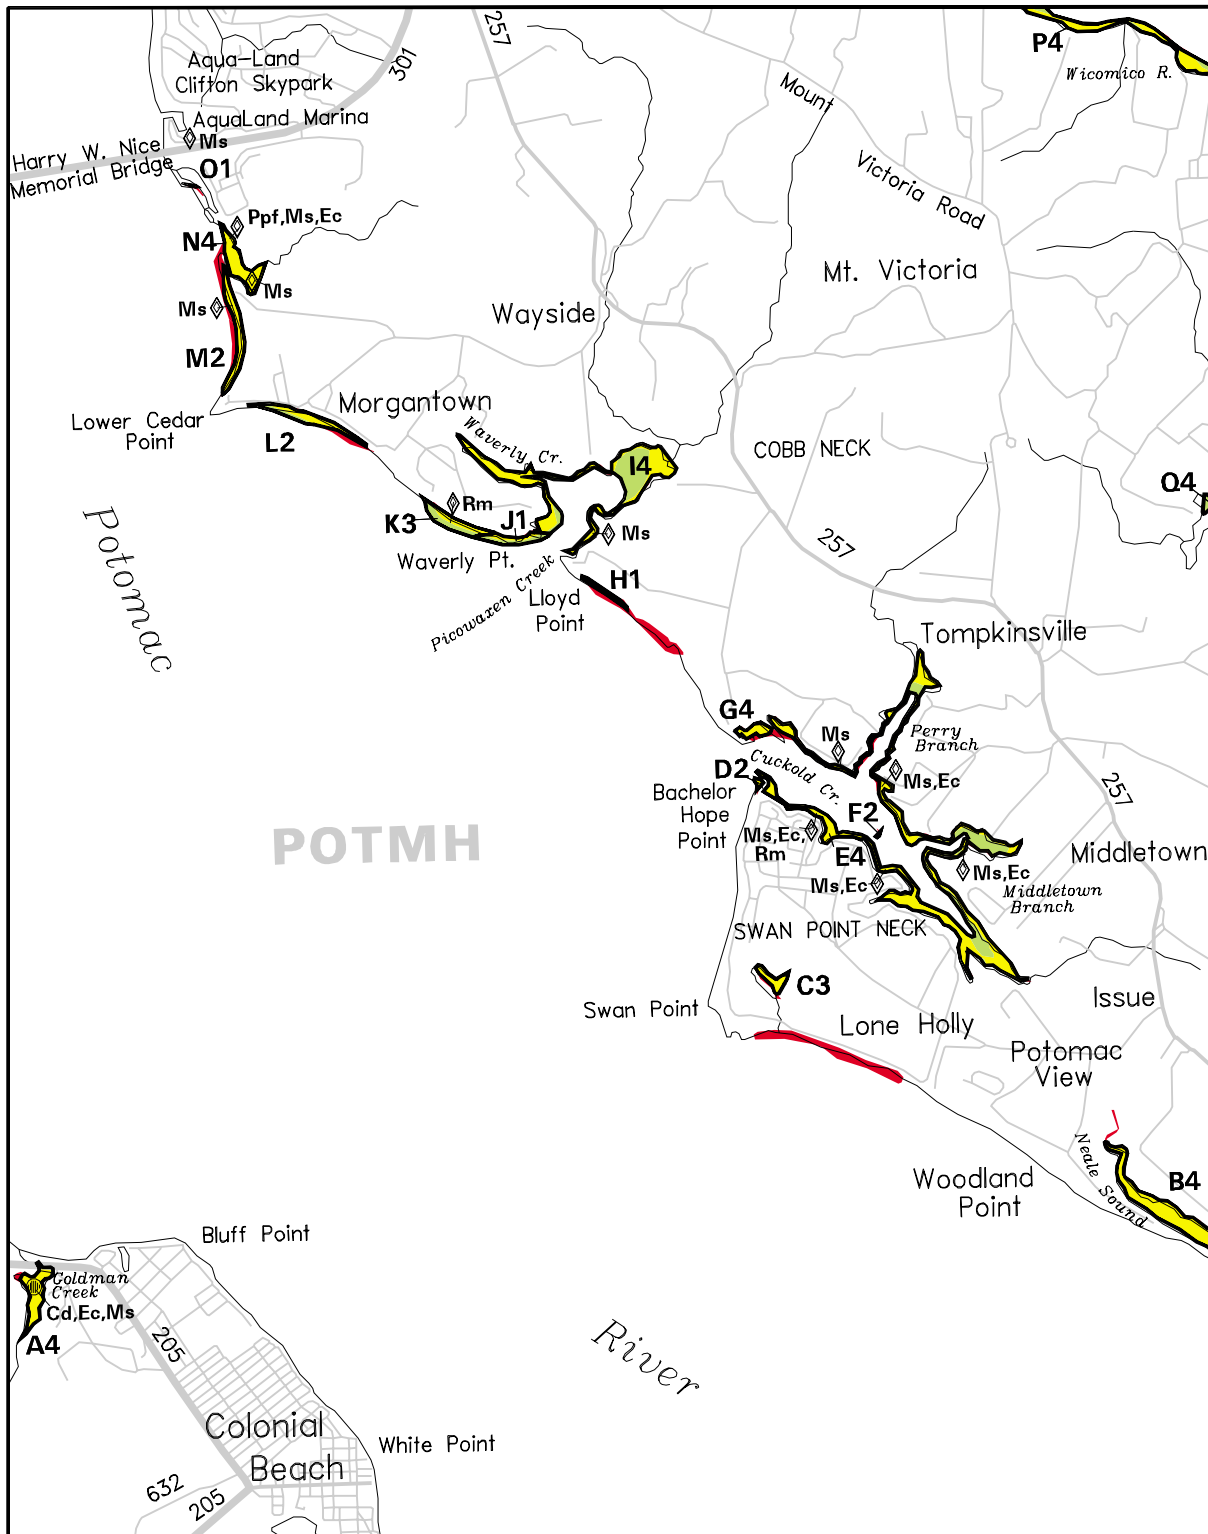 257
P4
Wicomico R.
Aqua-Land
Clifton Skypark
301
Mount
AquaLand Marina
Ms
Harry W. Nice
Memorial Bridge
O1
Victoria Road
Ppf,Ms,Ec
N4
Mt. Victoria
Ms
Ms
Wayside
M2
Morgantown
Lower Cedar
Point
L2
Waverly Cr.
I4
COBB NECK
Q4
Rm
K3
J1
Ms
257
Waverly Pt.
Potomac
Picowaxen Creek
H1
Lloyd
Point
Tompkinsville
G4
Ms
Perry
Branch
Cuckold Cr.
D2
Ms,Ec
257
Bachelor
Hope
Point
F2
POTMH
Ms,Ec,
Rm
E4
Middletown
Ms,Ec
Ms,Ec
Middletown
Branch
SWAN POINT NECK
C3
Issue
Swan Point
Lone Holly
Potomac
View
Neale Sound
Woodland
Point
B4
Bluff Point
Goldman
Creek
Cd,Ec,Ms
A4
205
River
Colonial
Beach
White Point
632
205